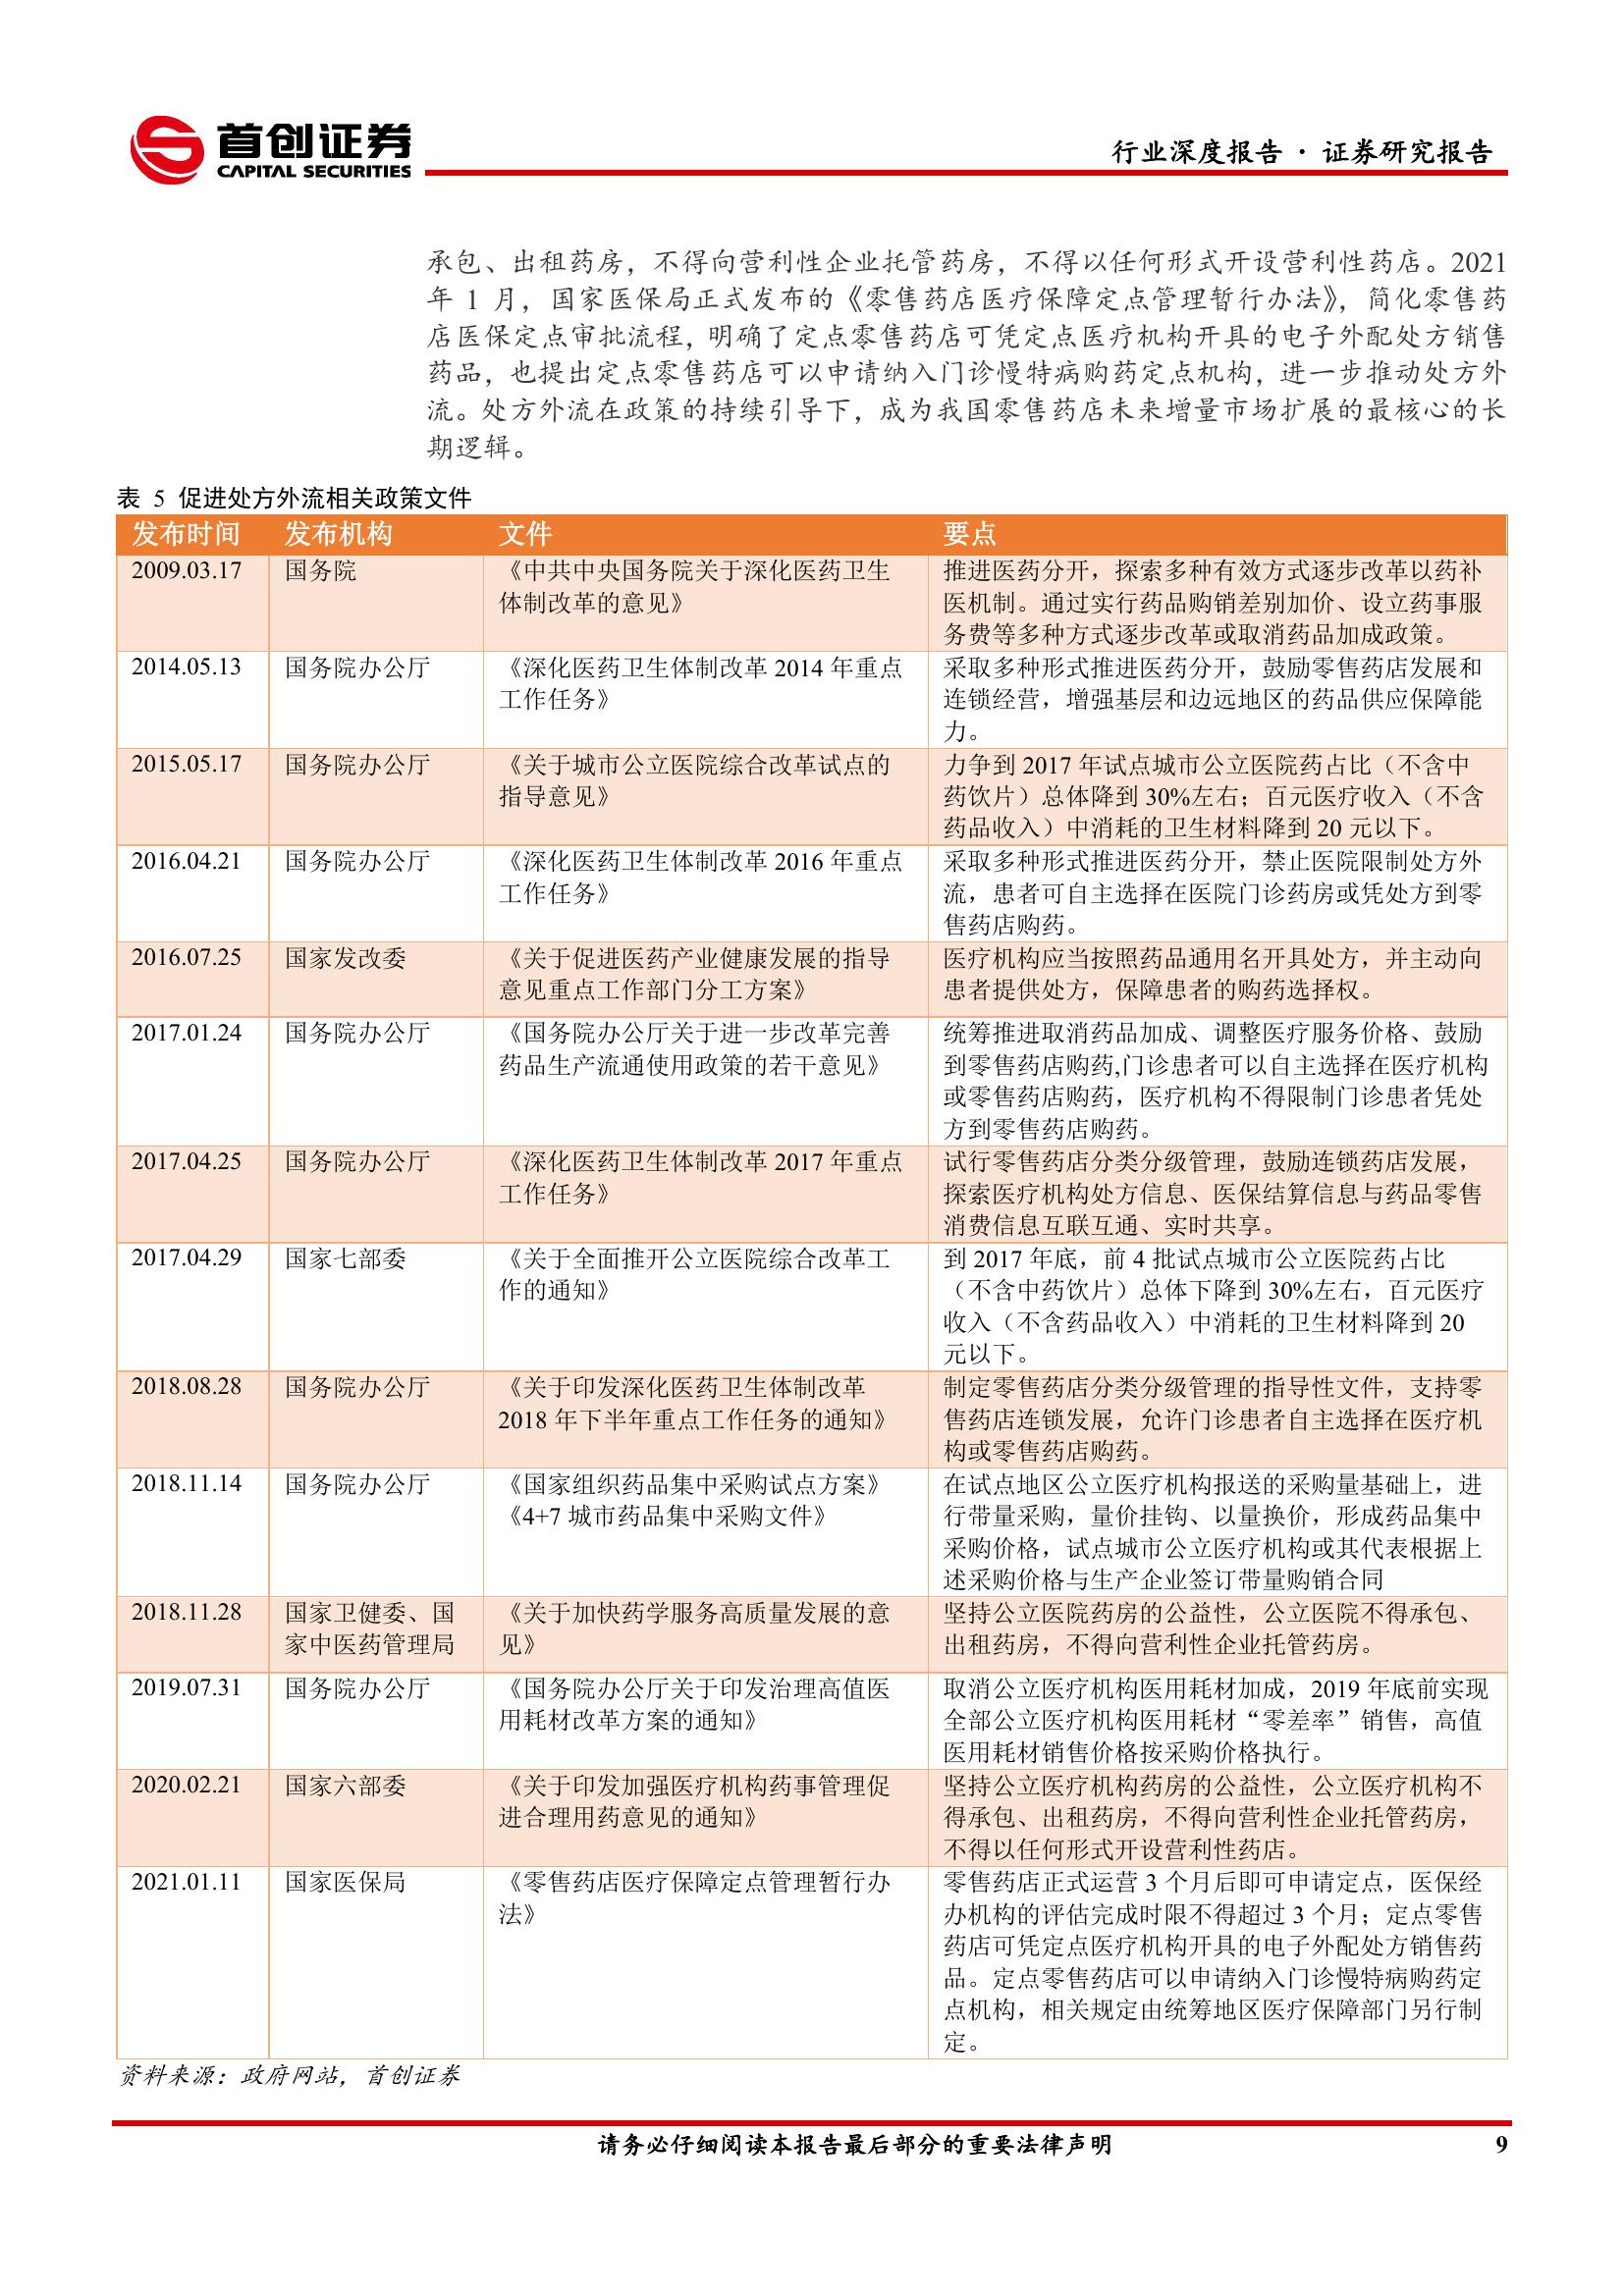 首创证券
CAPITAL SECURITIES
行业深度报告 · 证券研究报告
承包、出租药房，不得向营利性企业托管药房，不得以任何形式开设营利性药店。2021
年 1 月，国家医保局正式发布的《零售药店医疗保障定点管理暂行办法》，简化零售药
店医保定点审批流程，明确了定点零售药店可凭定点医疗机构开具的电子外配处方销售
药品，也提出定点零售药店可以申请纳入门诊慢特病购药定点机构，进一步推动处方外
流。处方外流在政策的持续引导下，成为我国零售药店未来增量市场扩展的最核心的长
期逻辑。
表 5 促进处方外流相关政策文件
发布时间 发布机构 文件 要点
2009.03.17 国务院 《中共中央国务院关于深化医药卫生 推进医药分开，探索多种有效方式逐步改革以药补
体制改革的意见》 医机制。通过实行药品购销差别加价、设立药事服
务费等多种方式逐步改革或取消药品加成政策。
2014.05.13 国务院办公厅 《深化医药卫生体制改革 2014 年重点 采取多种形式推进医药分开，鼓励零售药店发展和
工作任务》 连锁经营，增强基层和边远地区的药品供应保障能
力。
2015.05.17 国务院办公厅 《关于城市公立医院综合改革试点的 力争到 2017 年试点城市公立医院药占比（不含中
指导意见》 药饮片）总体降到 30%左右；百元医疗收入（不含
药品收入）中消耗的卫生材料降到 20 元以下。
2016.04.21 国务院办公厅 《深化医药卫生体制改革 2016 年重点 采取多种形式推进医药分开，禁止医院限制处方外
工作任务》 流，患者可自主选择在医院门诊药房或凭处方到零
售药店购药。
2016.07.25 国家发改委 《关于促进医药产业健康发展的指导 医疗机构应当按照药品通用名开具处方，并主动向
意见重点工作部门分工方案》 患者提供处方，保障患者的购药选择权。
2017.01.24 国务院办公厅 《国务院办公厅关于进一步改革完善 统筹推进取消药品加成、调整医疗服务价格、鼓励
药品生产流通使用政策的若干意见》 到零售药店购药,门诊患者可以自主选择在医疗机构
或零售药店购药，医疗机构不得限制门诊患者凭处
方到零售药店购药。
2017.04.25 国务院办公厅 《深化医药卫生体制改革 2017 年重点 试行零售药店分类分级管理，鼓励连锁药店发展，
工作任务》 探索医疗机构处方信息、医保结算信息与药品零售
消费信息互联互通、实时共享。
2017.04.29 国家七部委 《关于全面推开公立医院综合改革工 到 2017 年底，前 4 批试点城市公立医院药占比
作的通知》 （不含中药饮片）总体下降到 30%左右，百元医疗
收入（不含药品收入）中消耗的卫生材料降到 20
元以下。
2018.08.28 国务院办公厅 《关于印发深化医药卫生体制改革 制定零售药店分类分级管理的指导性文件，支持零
2018 年下半年重点工作任务的通知》 售药店连锁发展，允许门诊患者自主选择在医疗机
构或零售药店购药。
2018.11.14 国务院办公厅 《国家组织药品集中采购试点方案》 在试点地区公立医疗机构报送的采购量基础上，进
《4+7 城市药品集中采购文件》 行带量采购，量价挂钩、以量换价，形成药品集中
采购价格，试点城市公立医疗机构或其代表根据上
述采购价格与生产企业签订带量购销合同
2018.11.28 国家卫健委、国 《关于加快药学服务高质量发展的意 坚持公立医院药房的公益性，公立医院不得承包、
家中医药管理局 见》 出租药房，不得向营利性企业托管药房。
2019.07.31 国务院办公厅 《国务院办公厅关于印发治理高值医 取消公立医疗机构医用耗材加成，2019 年底前实现
用耗材改革方案的通知》 全部公立医疗机构医用耗材“零差率”销售，高值
医用耗材销售价格按采购价格执行。
2020.02.21 国家六部委 《关于印发加强医疗机构药事管理促 坚持公立医疗机构药房的公益性，公立医疗机构不
进合理用药意见的通知》 得承包、出租药房，不得向营利性企业托管药房，
不得以任何形式开设营利性药店。
2021.01.11 国家医保局 《零售药店医疗保障定点管理暂行办 零售药店正式运营 3 个月后即可申请定点，医保经
法》 办机构的评估完成时限不得超过 3 个月；定点零售
药店可凭定点医疗机构开具的电子外配处方销售药
品。定点零售药店可以申请纳入门诊慢特病购药定
点机构，相关规定由统筹地区医疗保障部门另行制
定。
资料来源：政府网站，首创证券
请务必仔细阅读本报告最后部分的重要法律声明 9